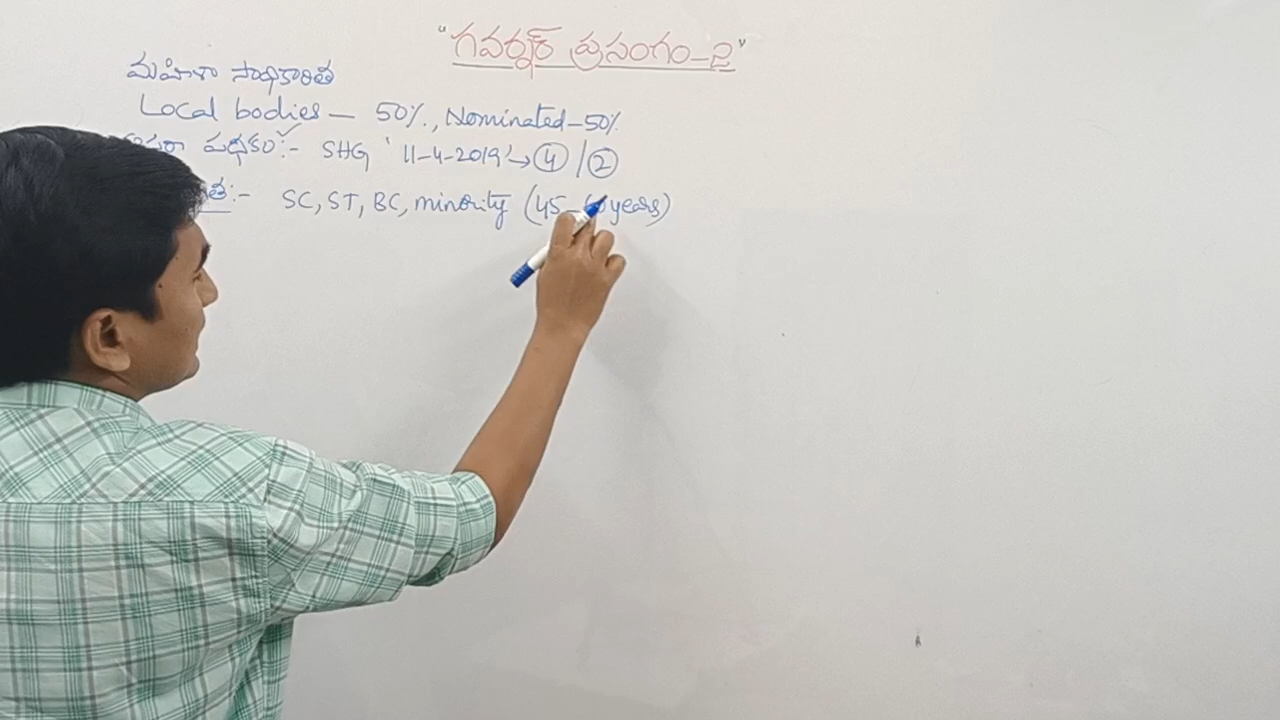 "గవర్నర్ ప్రసంగం-2"
మహిళా సాధికారిత
Local bodies - 50%, Nominated-50%
పథకం:- SHG '11-4-2019'→ 4 / 2
:- SC, ST, BC, minority (45-60 years)